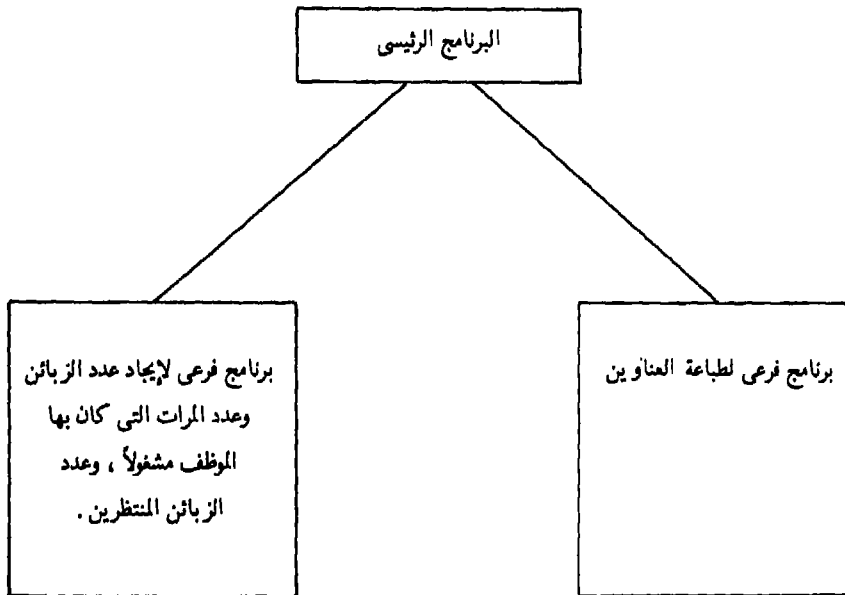 البرنامج الرئيسى
برنامج فرعى لطباعة العناوين
برنامج فرعى لإيجاد عدد الزبائن
وعدد المرات التى كان بها
الموظف مشغولاً ، وعدد
الزبائن المنتظرين .